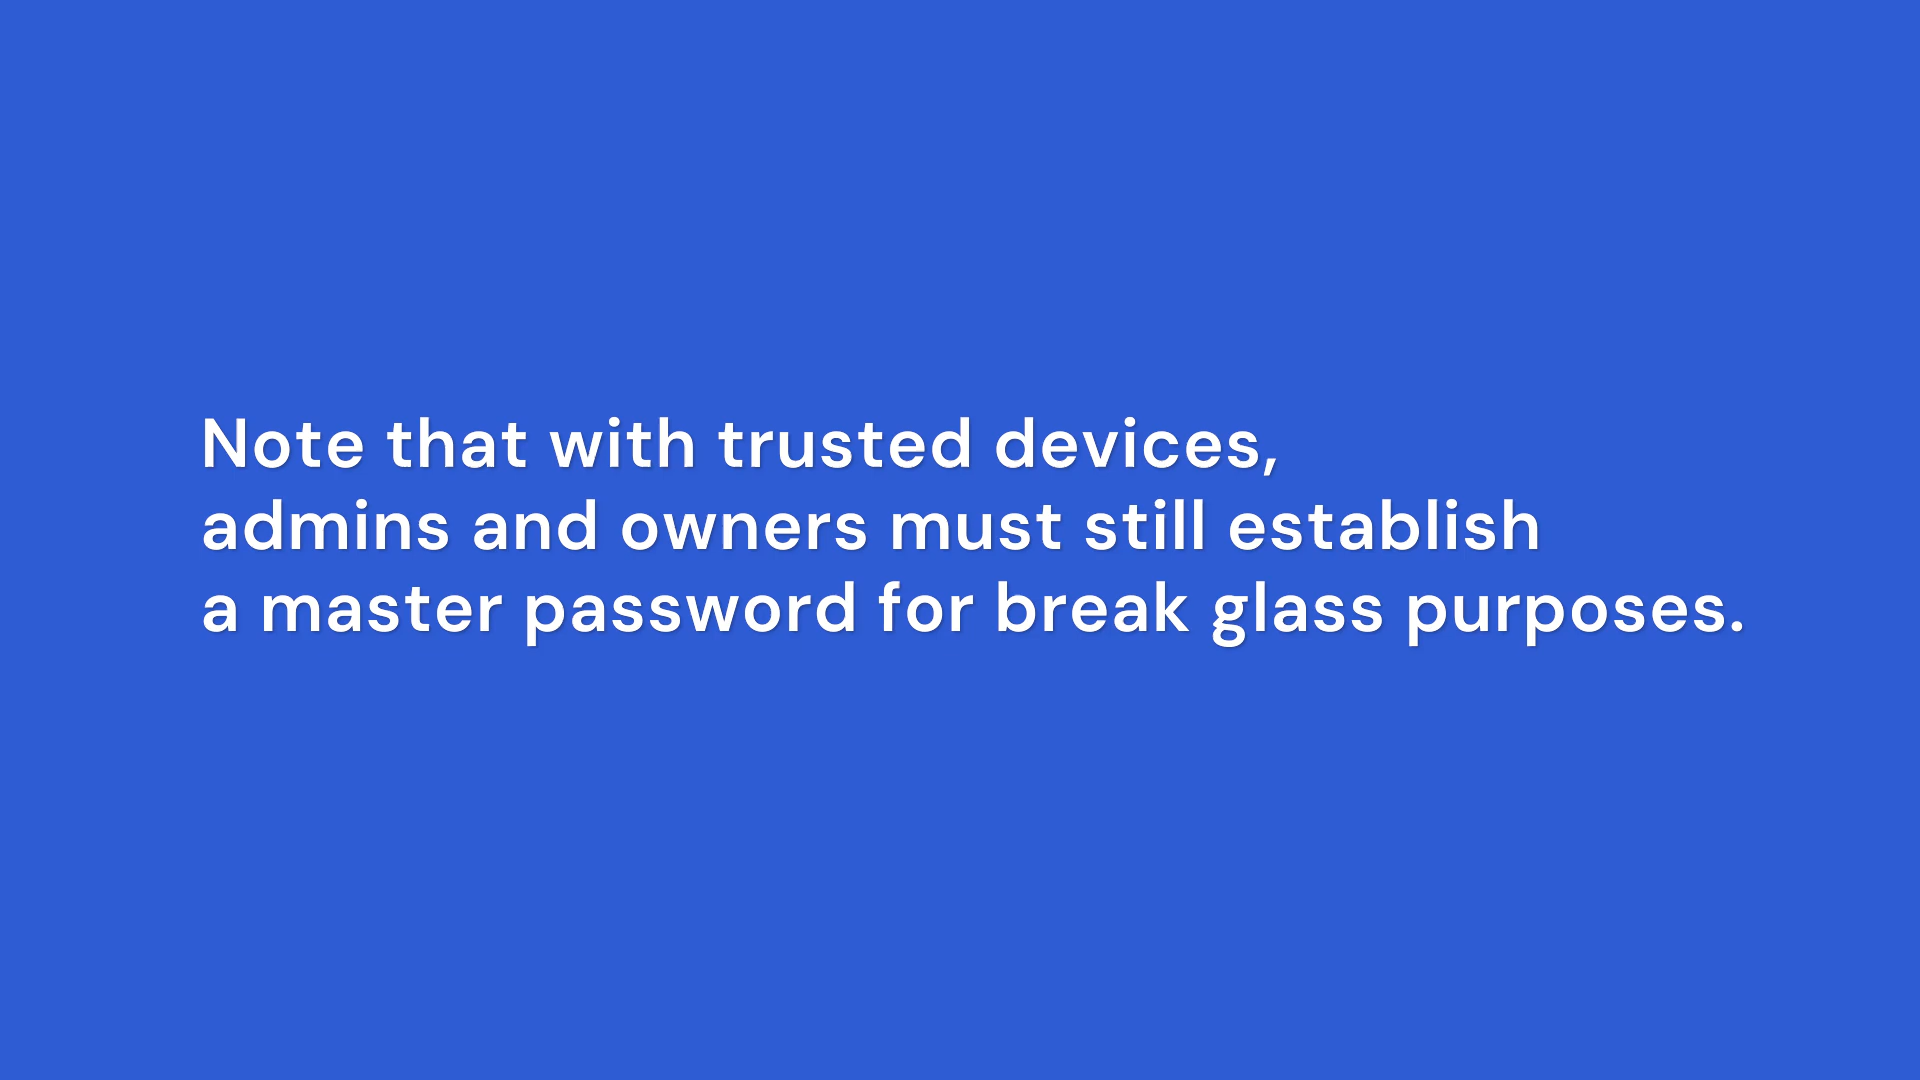 Note that with trusted devices,
admins and owners must still establish
a master password for break glass purposes.